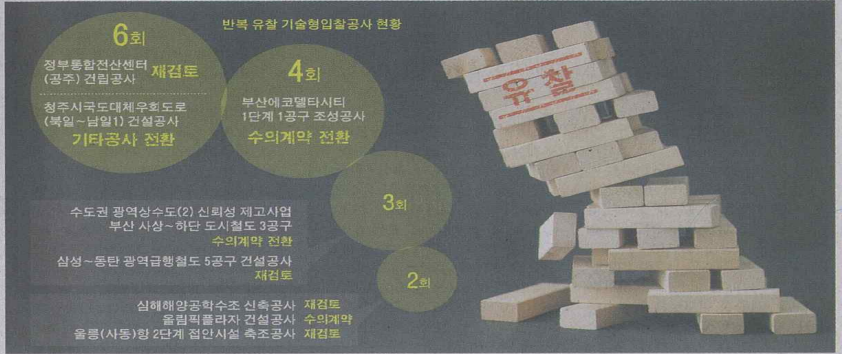 반복 유찰 기술형입찰공사 현황
6회
정부통합전산센터
(공주) 건립공사 재검토
청주시국도대체우회도로
(북일~남일1) 건설공사
기타공사 전환
4회
부산에코델타시티
1단계 1공구 조성공사
수의계약 전환
유찰
3회
수도권 광역상수도(2) 신뢰성 제고사업
부산 사상~하단 도시철도 3공구
수의계약 전환
삼성~동탄 광역급행철도 5공구 건설공사
재검토
2회
심해해양공학수조 신축공사 재검토
올림픽플라자 건설공사 수의계약
울릉(사동)항 2단계 접안시설 축조공사 재검토